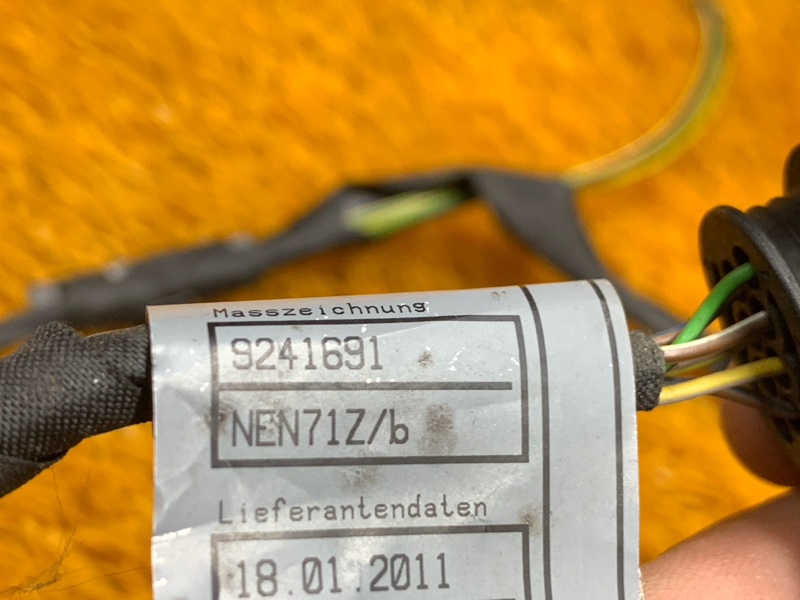 Masszeichnung
9241691
NEN71Z/b
Lieferantendaten
18.01.2011